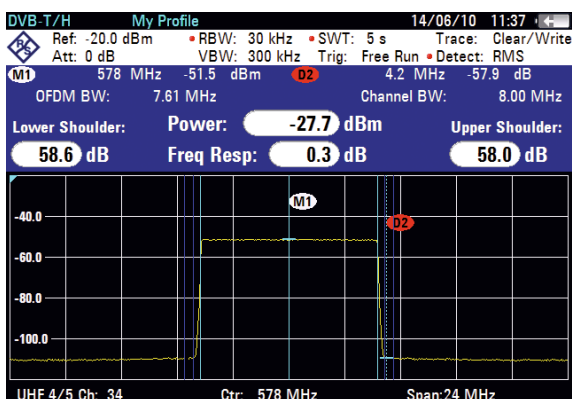 DVB-T/H My Profile 14/06/10 11:37
Ref: -20.0 dBm • RBW: 30 kHz • SWT: 5 s Trace: Clear/Write
Att: 0 dB VBW: 300 kHz Trig: Free Run • Detect: RMS
M1 578 MHz -51.5 dBm D2 4.2 MHz -57.9 dB
OFDM BW: 7.61 MHz Channel BW: 8.00 MHz
Lower Shoulder: Power: -27.7 dBm Upper Shoulder:
58.6 dB Freq Resp: 0.3 dB 58.0 dB
M1
D2
-40.0
-60.0
-80.0
-100.0
UHF 4/5 Ch: 34 Ctr: 578 MHz Span: 24 MHz